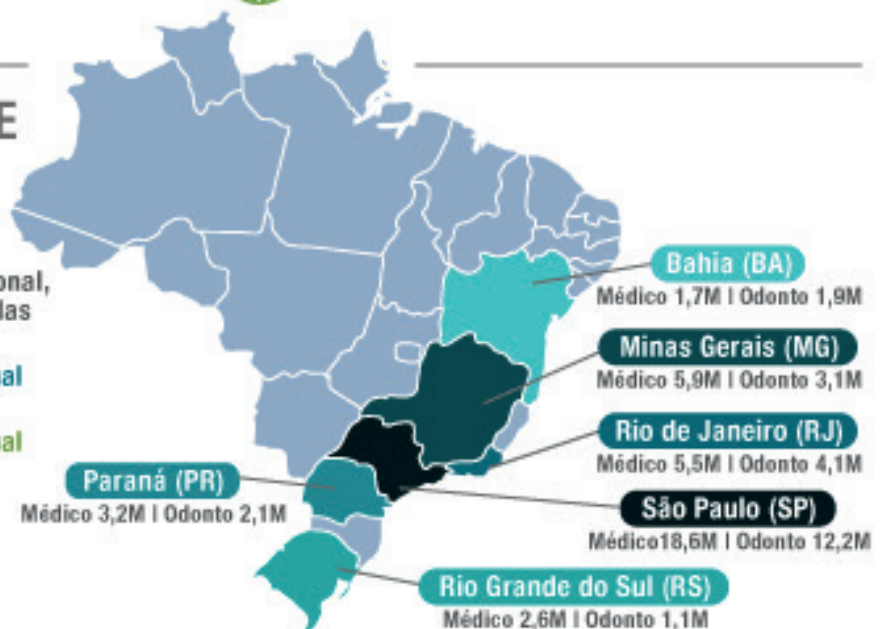 E
onal,
das
al
al
Bahia (BA)
Médico 1,7M | Odonto 1,9M
Minas Gerais (MG)
Médico 5,9M | Odonto 3,1M
Rio de Janeiro (RJ)
Médico 5,5M | Odonto 4,1M
Paraná (PR)
Médico 3,2M | Odonto 2,1M
São Paulo (SP)
Médico18,6M | Odonto 12,2M
Rio Grande do Sul (RS)
Médico 2,6M | Odonto 1,1M